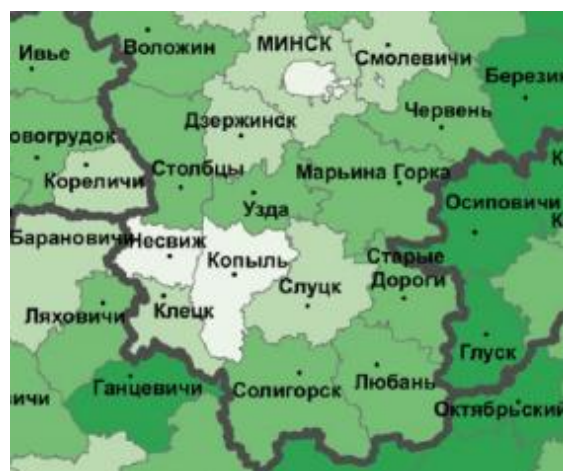 Ивье
Воложин
МИНСК
Смолевичи
Березин
Червень
Дзержинск
овогрудок
Кореличи
Столбцы
Марьина Горка
Узда
Осиповичи
К
К
Барановичи
Несвиж
Копыль
Старые
Дороги
Слуцк
Клецк
Ляховичи
Глуск
Ганцевичи
Солигорск
Любань
Октябрьский
ичи